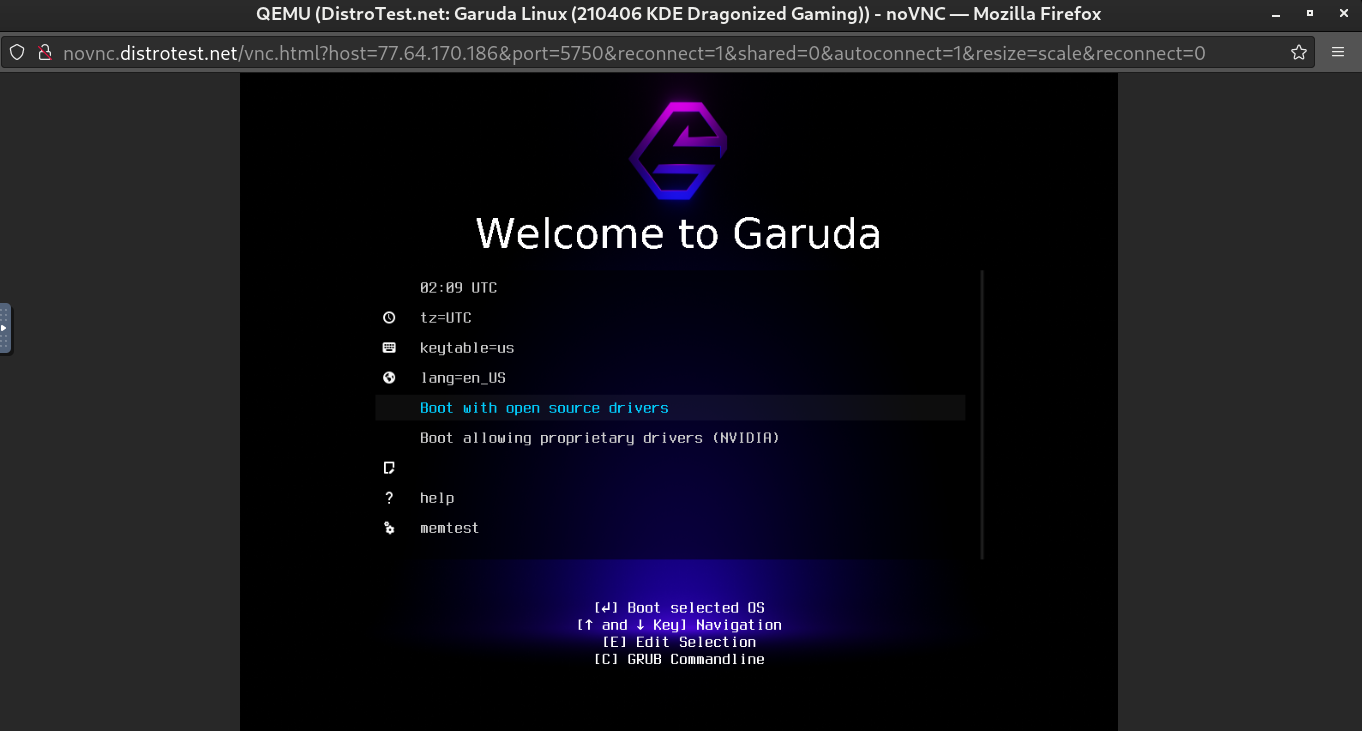 QEMU (DistroTest.net: Garuda Linux (210406 KDE Dragonized Gaming)) - noVNC — Mozilla Firefox
novnc.distrotest.net/vnc.html?host=77.64.170.186&port=5750&reconnect=1&shared=0&autoconnect=1&resize=scale&reconnect=0
Welcome to Garuda
02:09 UTC
tz=UTC
keytable=us
lang=en_US
Boot with open source drivers
Boot allowing proprietary drivers (NVIDIA)
? help
memtest
[↲] Boot selected OS
[↑ and ↓ Key] Navigation
[E] Edit Selection
[C] GRUB Commandline